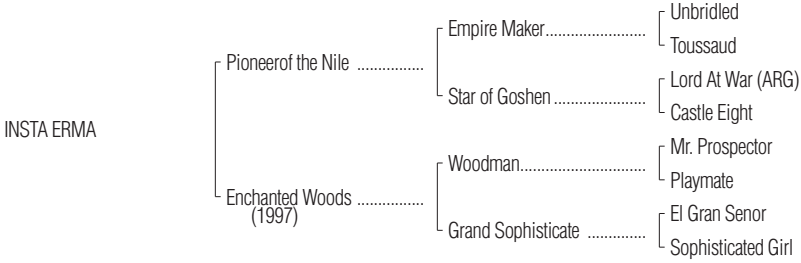 Unbridled
Empire Maker.......................
Toussaud
Pioneerof the Nile ................
Lord At War (ARG)
Star of Goshen.......................
Castle Eight
INSTA ERMA
Mr. Prospector
Woodman.............................
Playmate
Enchanted Woods ................
(1997)
El Gran Senor
Grand Sophisticate ..............
Sophisticated Girl